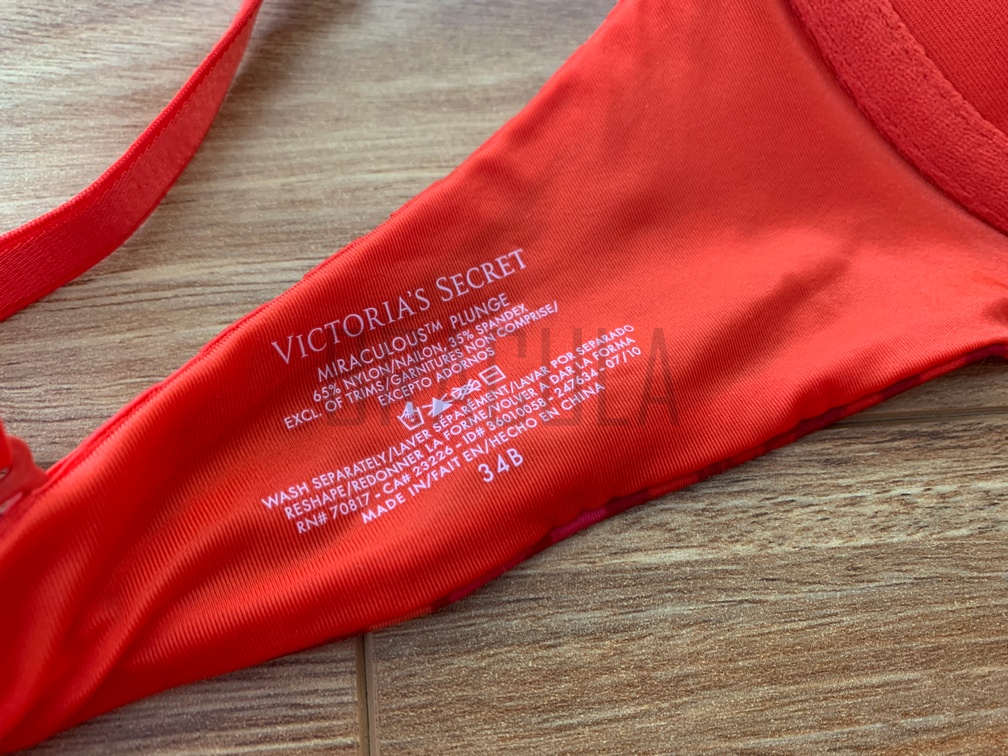 VICTORIA'S SECRET
MIRACULOUS™ PLUNGE
65% NYLON/NAILON, 35% SPANDEX
EXCL. OF TRIMS/GARNITURES NON COMPRISE/
EXCEPTO ADORNOS
WASH SEPARATELY/LAVER SÉPARÉMENT/LAVAR POR SEPARADO
RESHAPE/REDONNER LA FORME/VOLVER A DAR LA FORMA
RN# 70817 - CA# 23226 - ID# 36010058 - 247634 - 07/10
MADE IN/FAIT EN/HECHO EN CHINA
34B